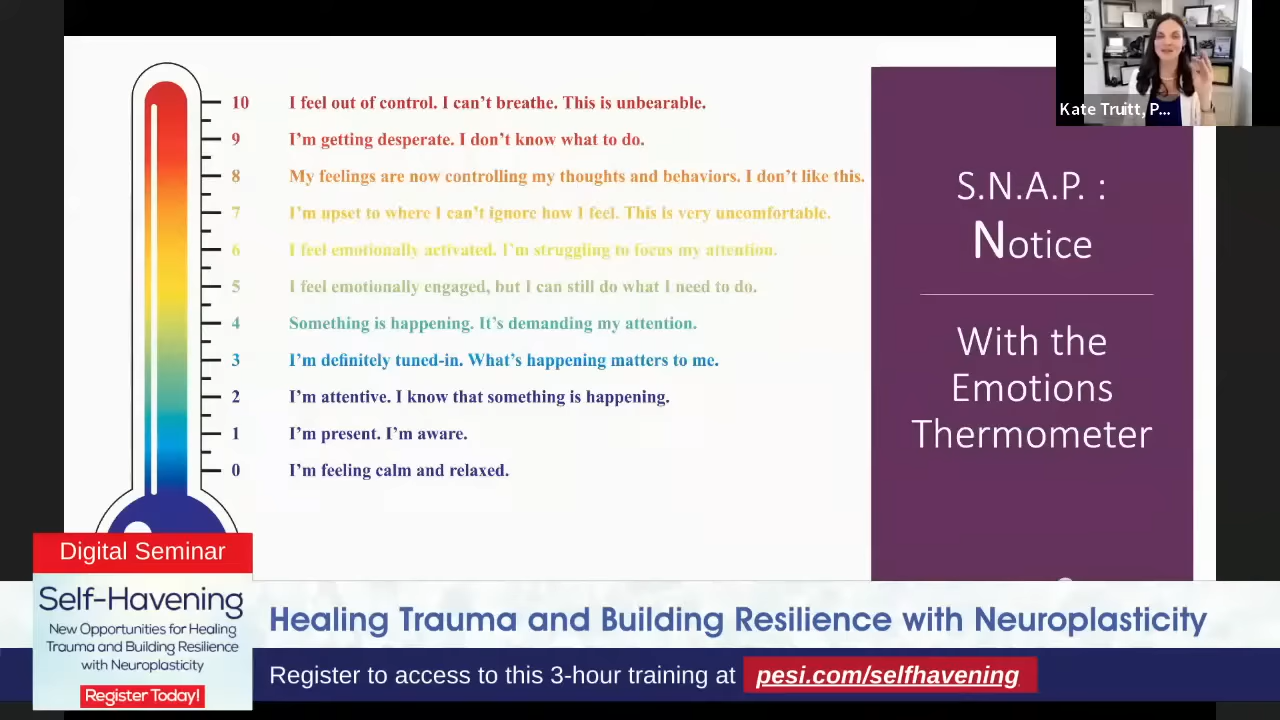 10 I feel out of control. I can't breathe. This is unbearable.
9 I'm getting desperate. I don't know what to do.
8 My feelings are now controlling my thoughts and behaviors. I don't like this.
7 I'm upset to where I can't ignore how I feel. This is very uncomfortable.
6 I feel emotionally activated. I'm struggling to focus my attention.
5 I feel emotionally engaged, but I can still do what I need to do.
4 Something is happening. It's demanding my attention.
3 I'm definitely tuned-in. What's happening matters to me.
2 I'm attentive. I know that something is happening.
1 I'm present. I'm aware.
0 I'm feeling calm and relaxed.
Kate Truitt, P...
S.N.A.P. :
Notice
With the
Emotions
Thermometer
Digital Seminar
Self-Havening
New Opportunities for Healing
Trauma and Building Resilience
with Neuroplasticity
Register Today!
Healing Trauma and Building Resilience with Neuroplasticity
Register to access to this 3-hour training at pesi.com/selfhavening